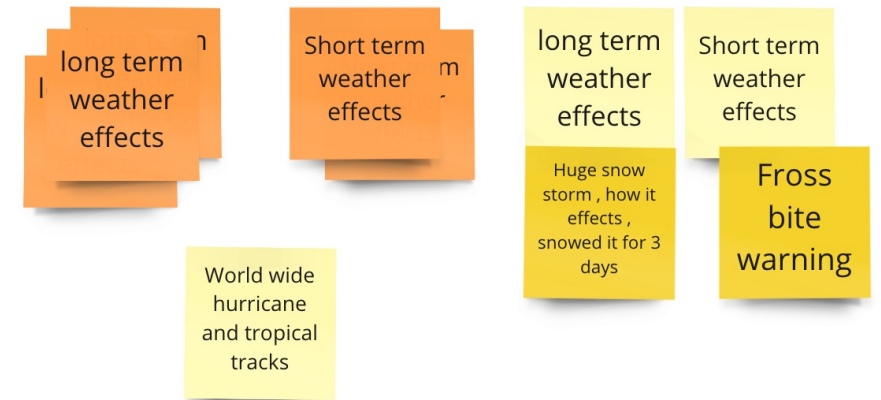 long term
weather
effects
Short term
weather
effects
long term
weather
effects
Short term
weather
effects
Huge snow
storm , how it
effects ,
snowed it for 3
days
Fross
bite
warning
World wide
hurricane
and tropical
tracks